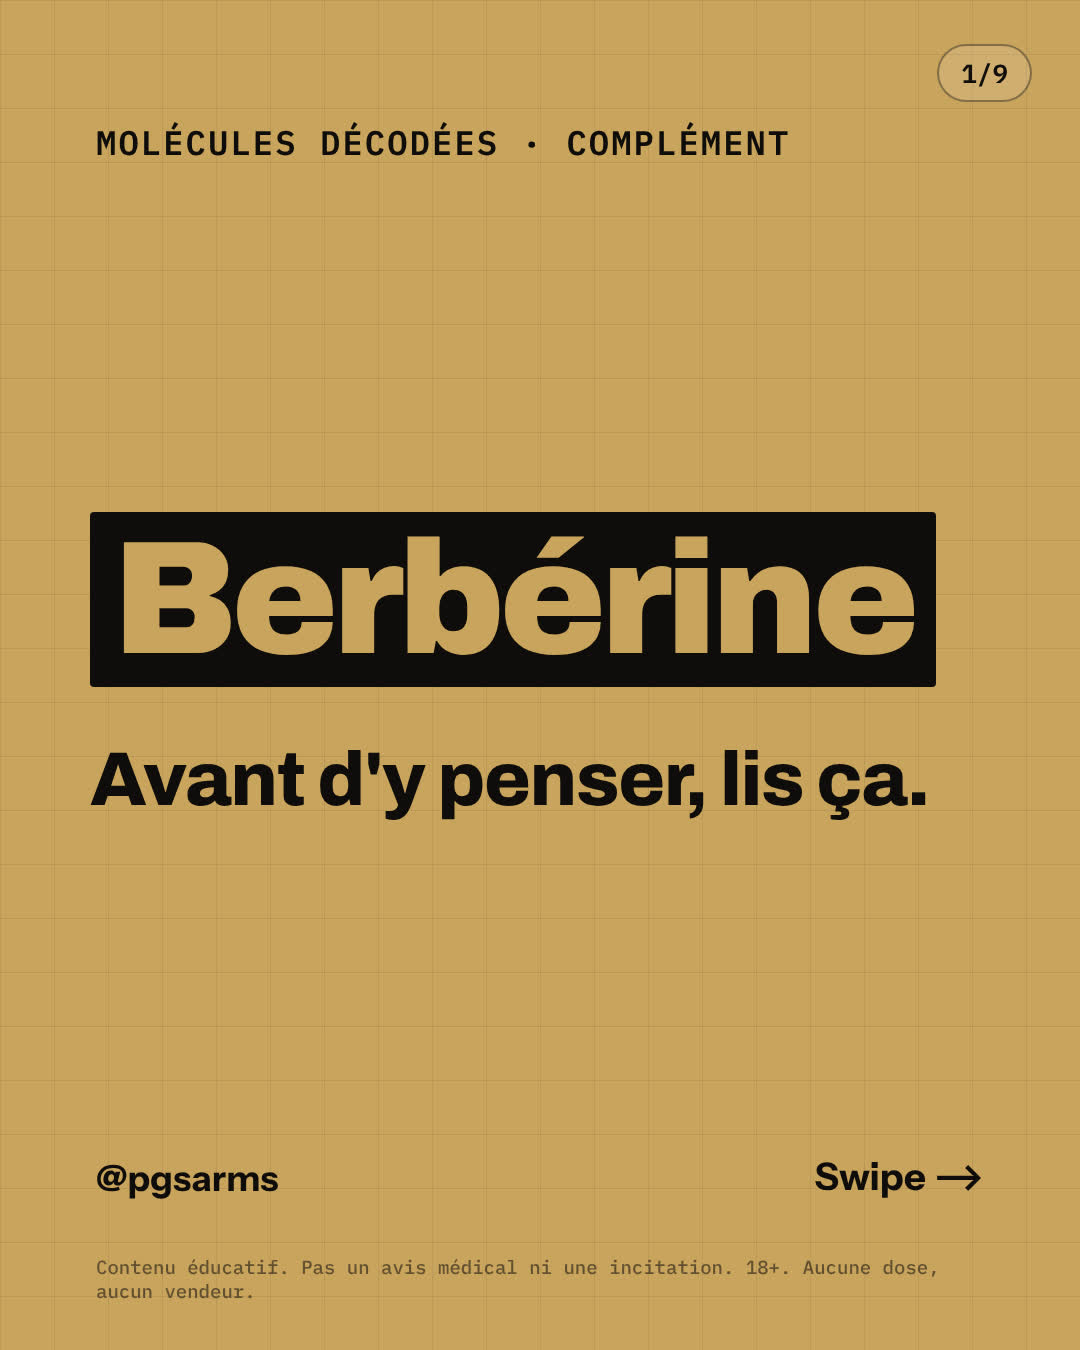 1/9
MOLÉCULES DÉCODÉES · COMPLÉMENT
Berbérine
Avant d'y penser, lis ça.
@pgsarms
Swipe →
Contenu éducatif. Pas un avis médical ni une incitation. 18+. Aucune dose,
aucun vendeur.